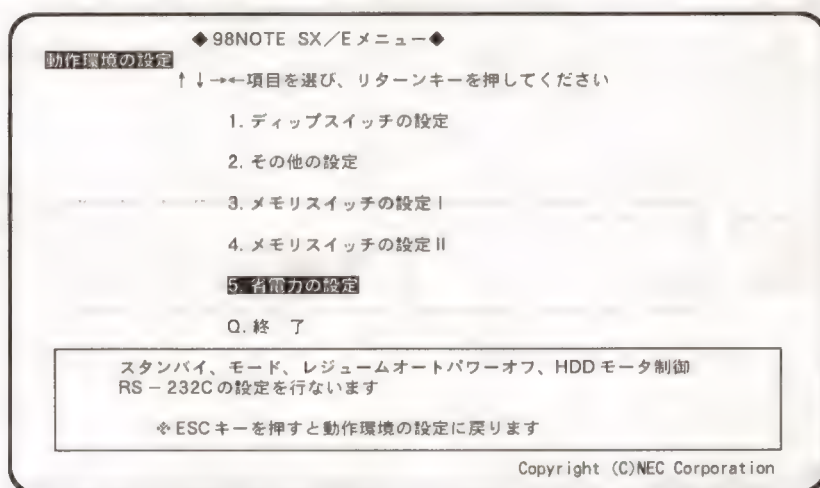 ◆98NOTE SX／Eメニュー◆
動作環境の設定
↑↓→←項目を選び、リターンキーを押してください
1. ディップスイッチの設定
2. その他の設定
3. メモリスイッチの設定Ⅰ
4. メモリスイッチの設定Ⅱ
5. 省電力の設定
Q. 終　了
スタンバイ、モード、レジュームオートパワーオフ、HDDモータ制御
RS－232Cの設定を行ないます
※ESCキーを押すと動作環境の設定に戻ります
Copyright (C)NEC Corporation